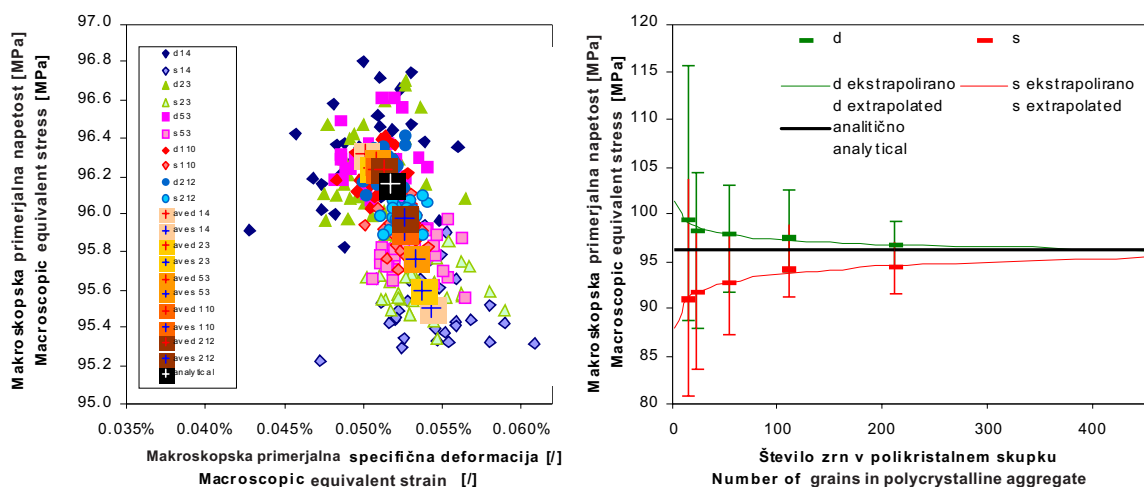 Makroskopska primerjalna napetost [MPa]
Macroscopic equivalent stress [MPa]
97.0
96.8
96.6
96.4
96.2
96.0
95.8
95.6
95.4
95.2
95.0
d14
s14
d23
s23
d53
s53
d110
s110
d212
s212
aved 14
aves 14
aved 23
aves 23
aved 53
aves 53
aved 110
aves 110
aved 212
aves 212
analytical
0.035% 0.040% 0.045% 0.050% 0.055% 0.060%
Makroskopska primerjalna specifična deformacija [/]
Macroscopic equivalent strain [/]
Makroskopska primerjalna napetost [MPa]
Macroscopic equivalent stress [MPa]
120
115
110
105
100
95
90
85
80
d s
d ekstrapolirano s ekstrapolirano
d extrapolated s extrapolated
analitično
analytical
0 100 200 300 400
Število zrn v polikristalnem skupku
Number of grains in polycrystalline aggregate